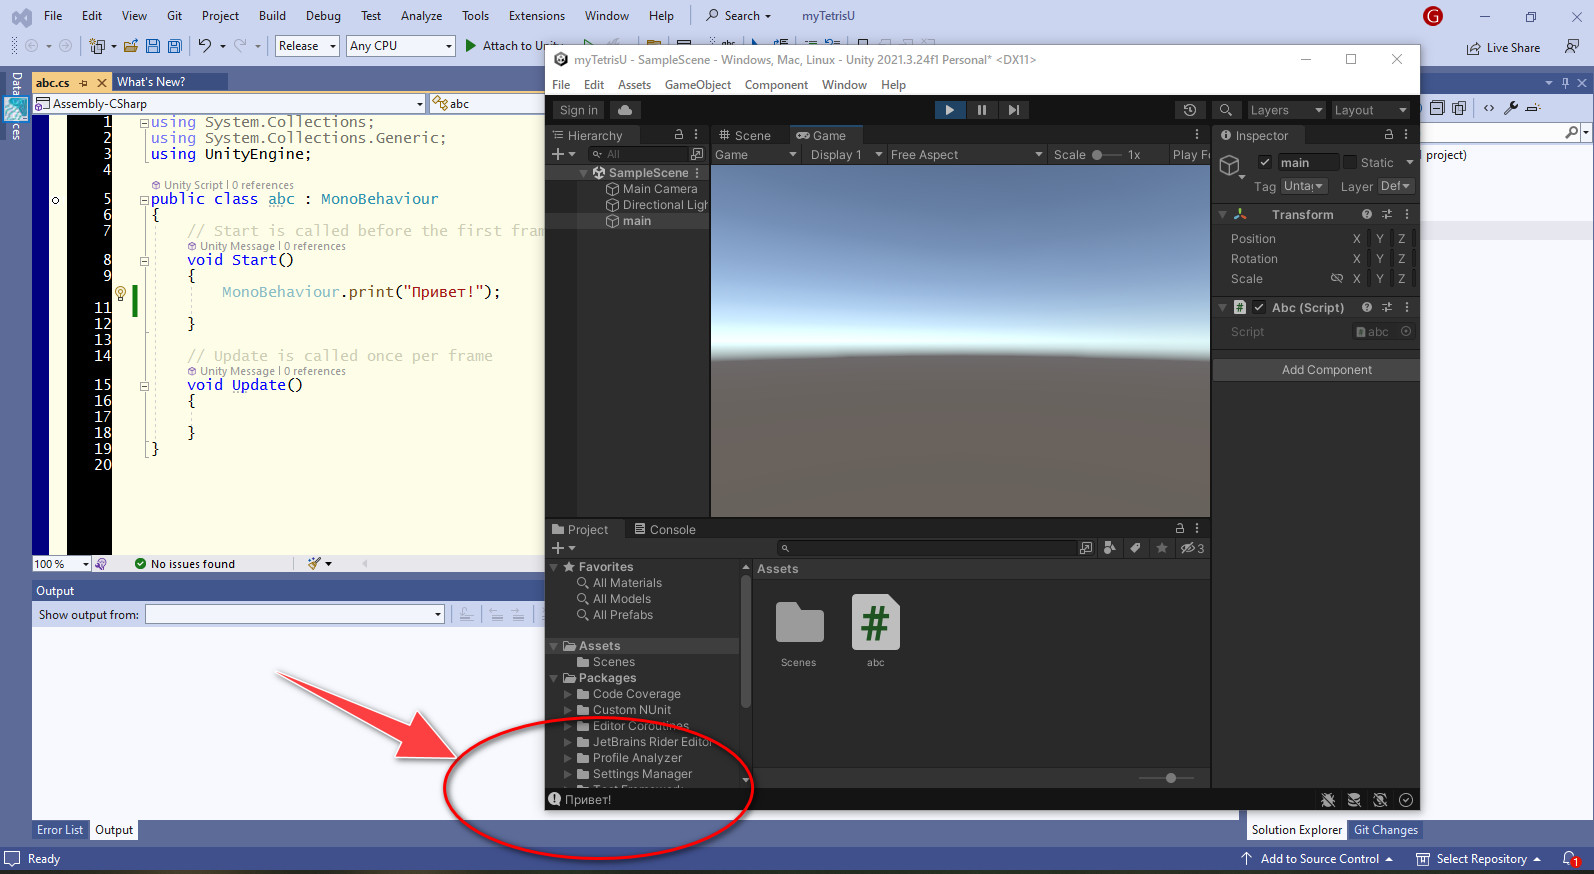 File Edit View Git Project Build Debug Test Analyze Tools Extensions Window Help Search myTetrisU G
Release Any CPU Attach to Unity Live Share
abc.cs What's New?
Assembly-CSharp abc
1 using System.Collections;
2 using System.Collections.Generic;
3 using UnityEngine;
4
Unity Script | 0 references
5 public class abc : MonoBehaviour
6 {
7 // Start is called before the first fram
Unity Message | 0 references
8 void Start()
9 {
MonoBehaviour.print("Привет!");
11
12 }
13
14 // Update is called once per frame
Unity Message | 0 references
15 void Update()
16 {
17
18 }
19 }
20
100 % No issues found
Output
Show output from:
Error List Output
Ready
myTetrisU - SampleScene - Windows, Mac, Linux - Unity 2021.3.24f1 Personal* <DX11>
File Edit Assets GameObject Component Window Help
Sign in Layers Layout
Hierarchy
All
SampleScene
Main Camera
Directional Ligh
main
Scene Game
Game Display 1 Free Aspect Scale 1x Play Fo
Inspector
main Static
Tag Untag Layer Def
Transform
Position X Y Z
Rotation X Y Z
Scale X Y Z
Abc (Script)
Script abc
Add Component
Project Console
3
Favorites
All Materials
All Models
All Prefabs
Assets
Scenes
Packages
Code Coverage
Custom NUnit
Editor Coroutines
JetBrains Rider Editor
Profile Analyzer
Settings Manager
Test Framework
Assets
Scenes abc
Привет!
project)
Solution Explorer Git Changes
Add to Source Control Select Repository 1